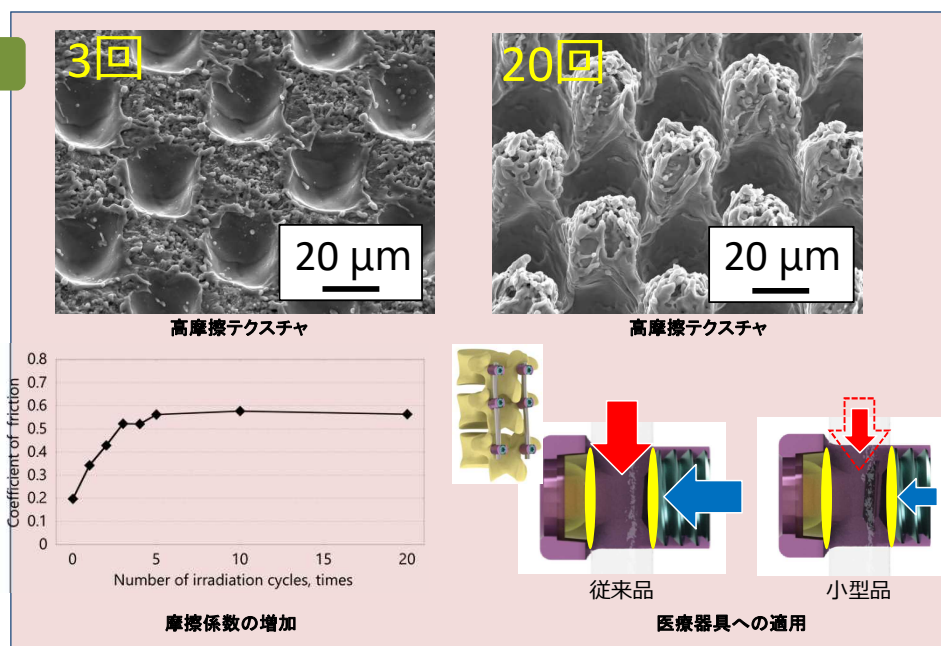 3回
20 μm
高摩擦テクスチャ
20回
20 μm
高摩擦テクスチャ
Coefficient of friction
0.8
0.7
0.6
0.5
0.4
0.3
0.2
0.1
0
0 5 10 15 20
Number of irradiation cycles, times
摩擦係数の増加
従来品
小型品
医療器具への適用